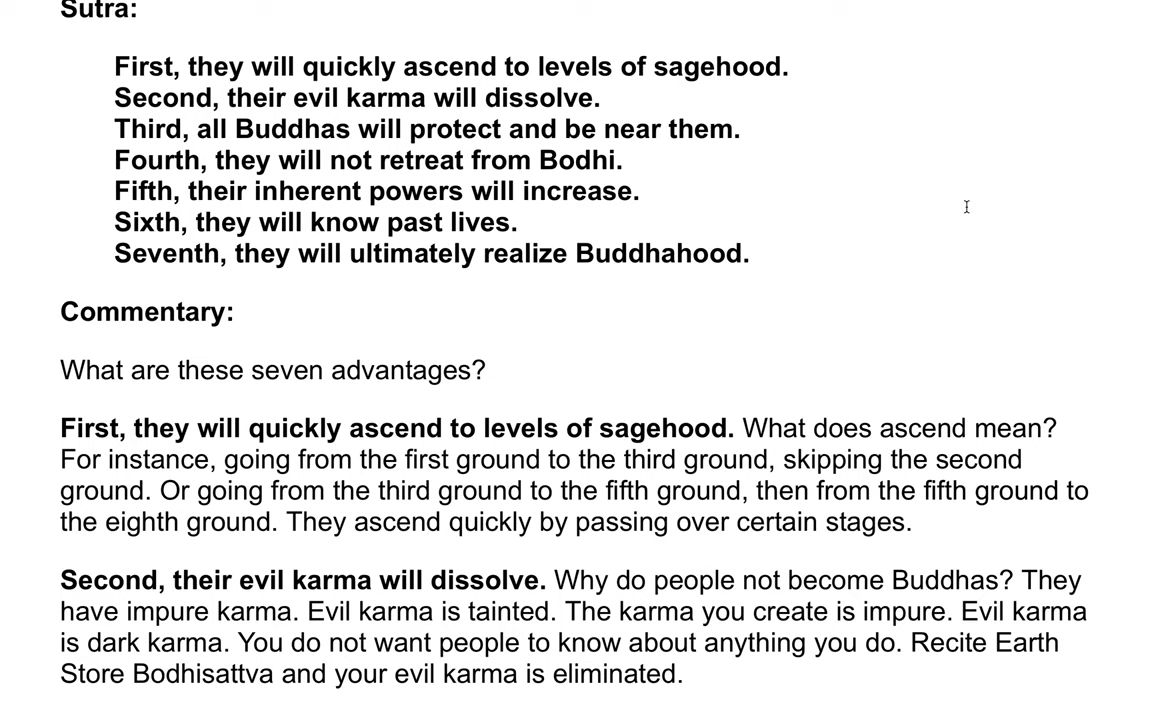 Sutra:
First, they will quickly ascend to levels of sagehood.
Second, their evil karma will dissolve.
Third, all Buddhas will protect and be near them.
Fourth, they will not retreat from Bodhi.
Fifth, their inherent powers will increase.
Sixth, they will know past lives.
Seventh, they will ultimately realize Buddhahood.
Commentary:
What are these seven advantages?
First, they will quickly ascend to levels of sagehood. What does ascend mean?
For instance, going from the first ground to the third ground, skipping the second
ground. Or going from the third ground to the fifth ground, then from the fifth ground to
the eighth ground. They ascend quickly by passing over certain stages.
Second, their evil karma will dissolve. Why do people not become Buddhas? They
have impure karma. Evil karma is tainted. The karma you create is impure. Evil karma
is dark karma. You do not want people to know about anything you do. Recite Earth
Store Bodhisattva and your evil karma is eliminated.